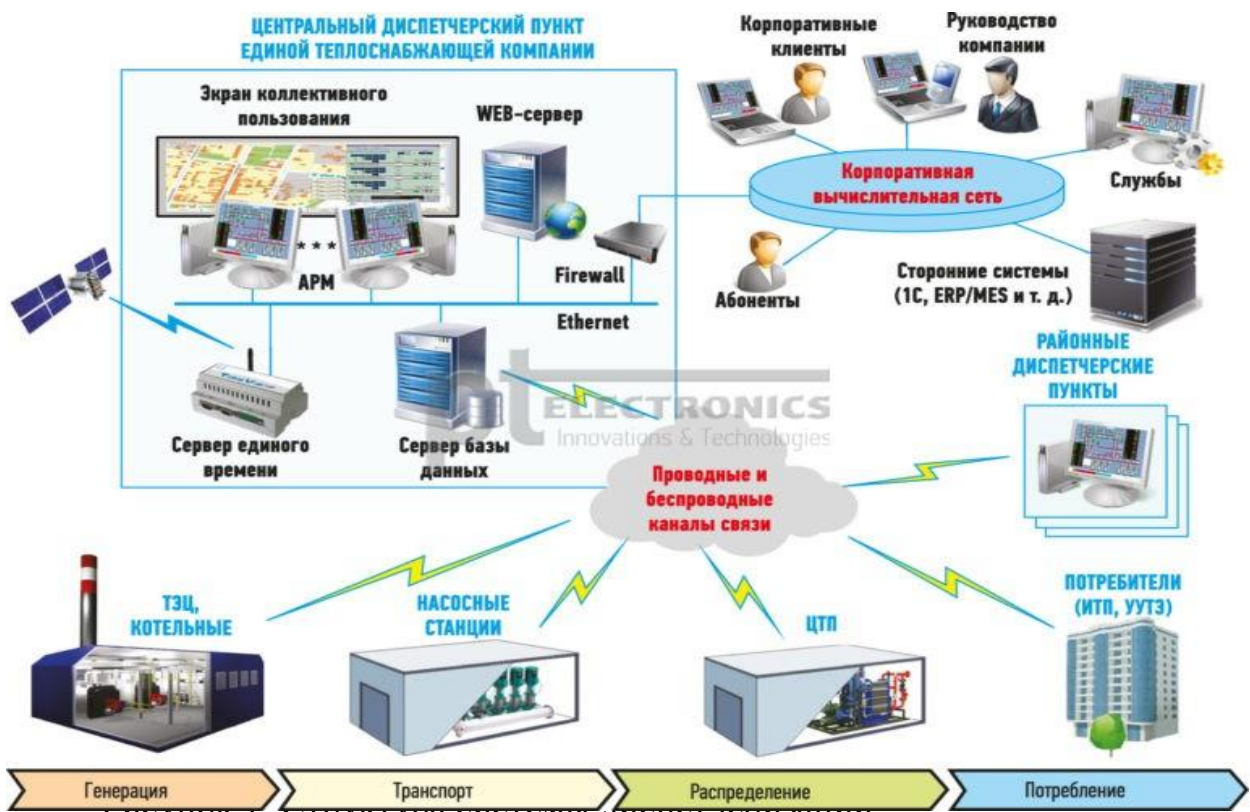 ЦЕНТРАЛЬНЫЙ ДИСПЕТЧЕРСКИЙ ПУНКТ
ЕДИНОЙ ТЕПЛОСНАБЖАЮЩЕЙ КОМПАНИИ
Экран коллективного
пользования
WEB-сервер
* * *
АРМ
Firewall
Ethernet
Сервер единого
времени
Сервер базы
данных
Корпоративные
клиенты
Руководство
компании
Корпоративная
вычислительная сеть
Службы
Абоненты
Сторонние системы
(1С, ERP/MES и т. д.)
РАЙОННЫЕ
ДИСПЕТЧЕРСКИЕ
ПУНКТЫ
pt ELECTRONICS
Innovations & Technologies
Проводные и
беспроводные
каналы связи
ТЭЦ,
КОТЕЛЬНЫЕ
НАСОСНЫЕ
СТАНЦИИ
ЦТП
ПОТРЕБИТЕЛИ
(ИТП, УУТЭ)
Генерация
Транспорт
Распределение
Потребление